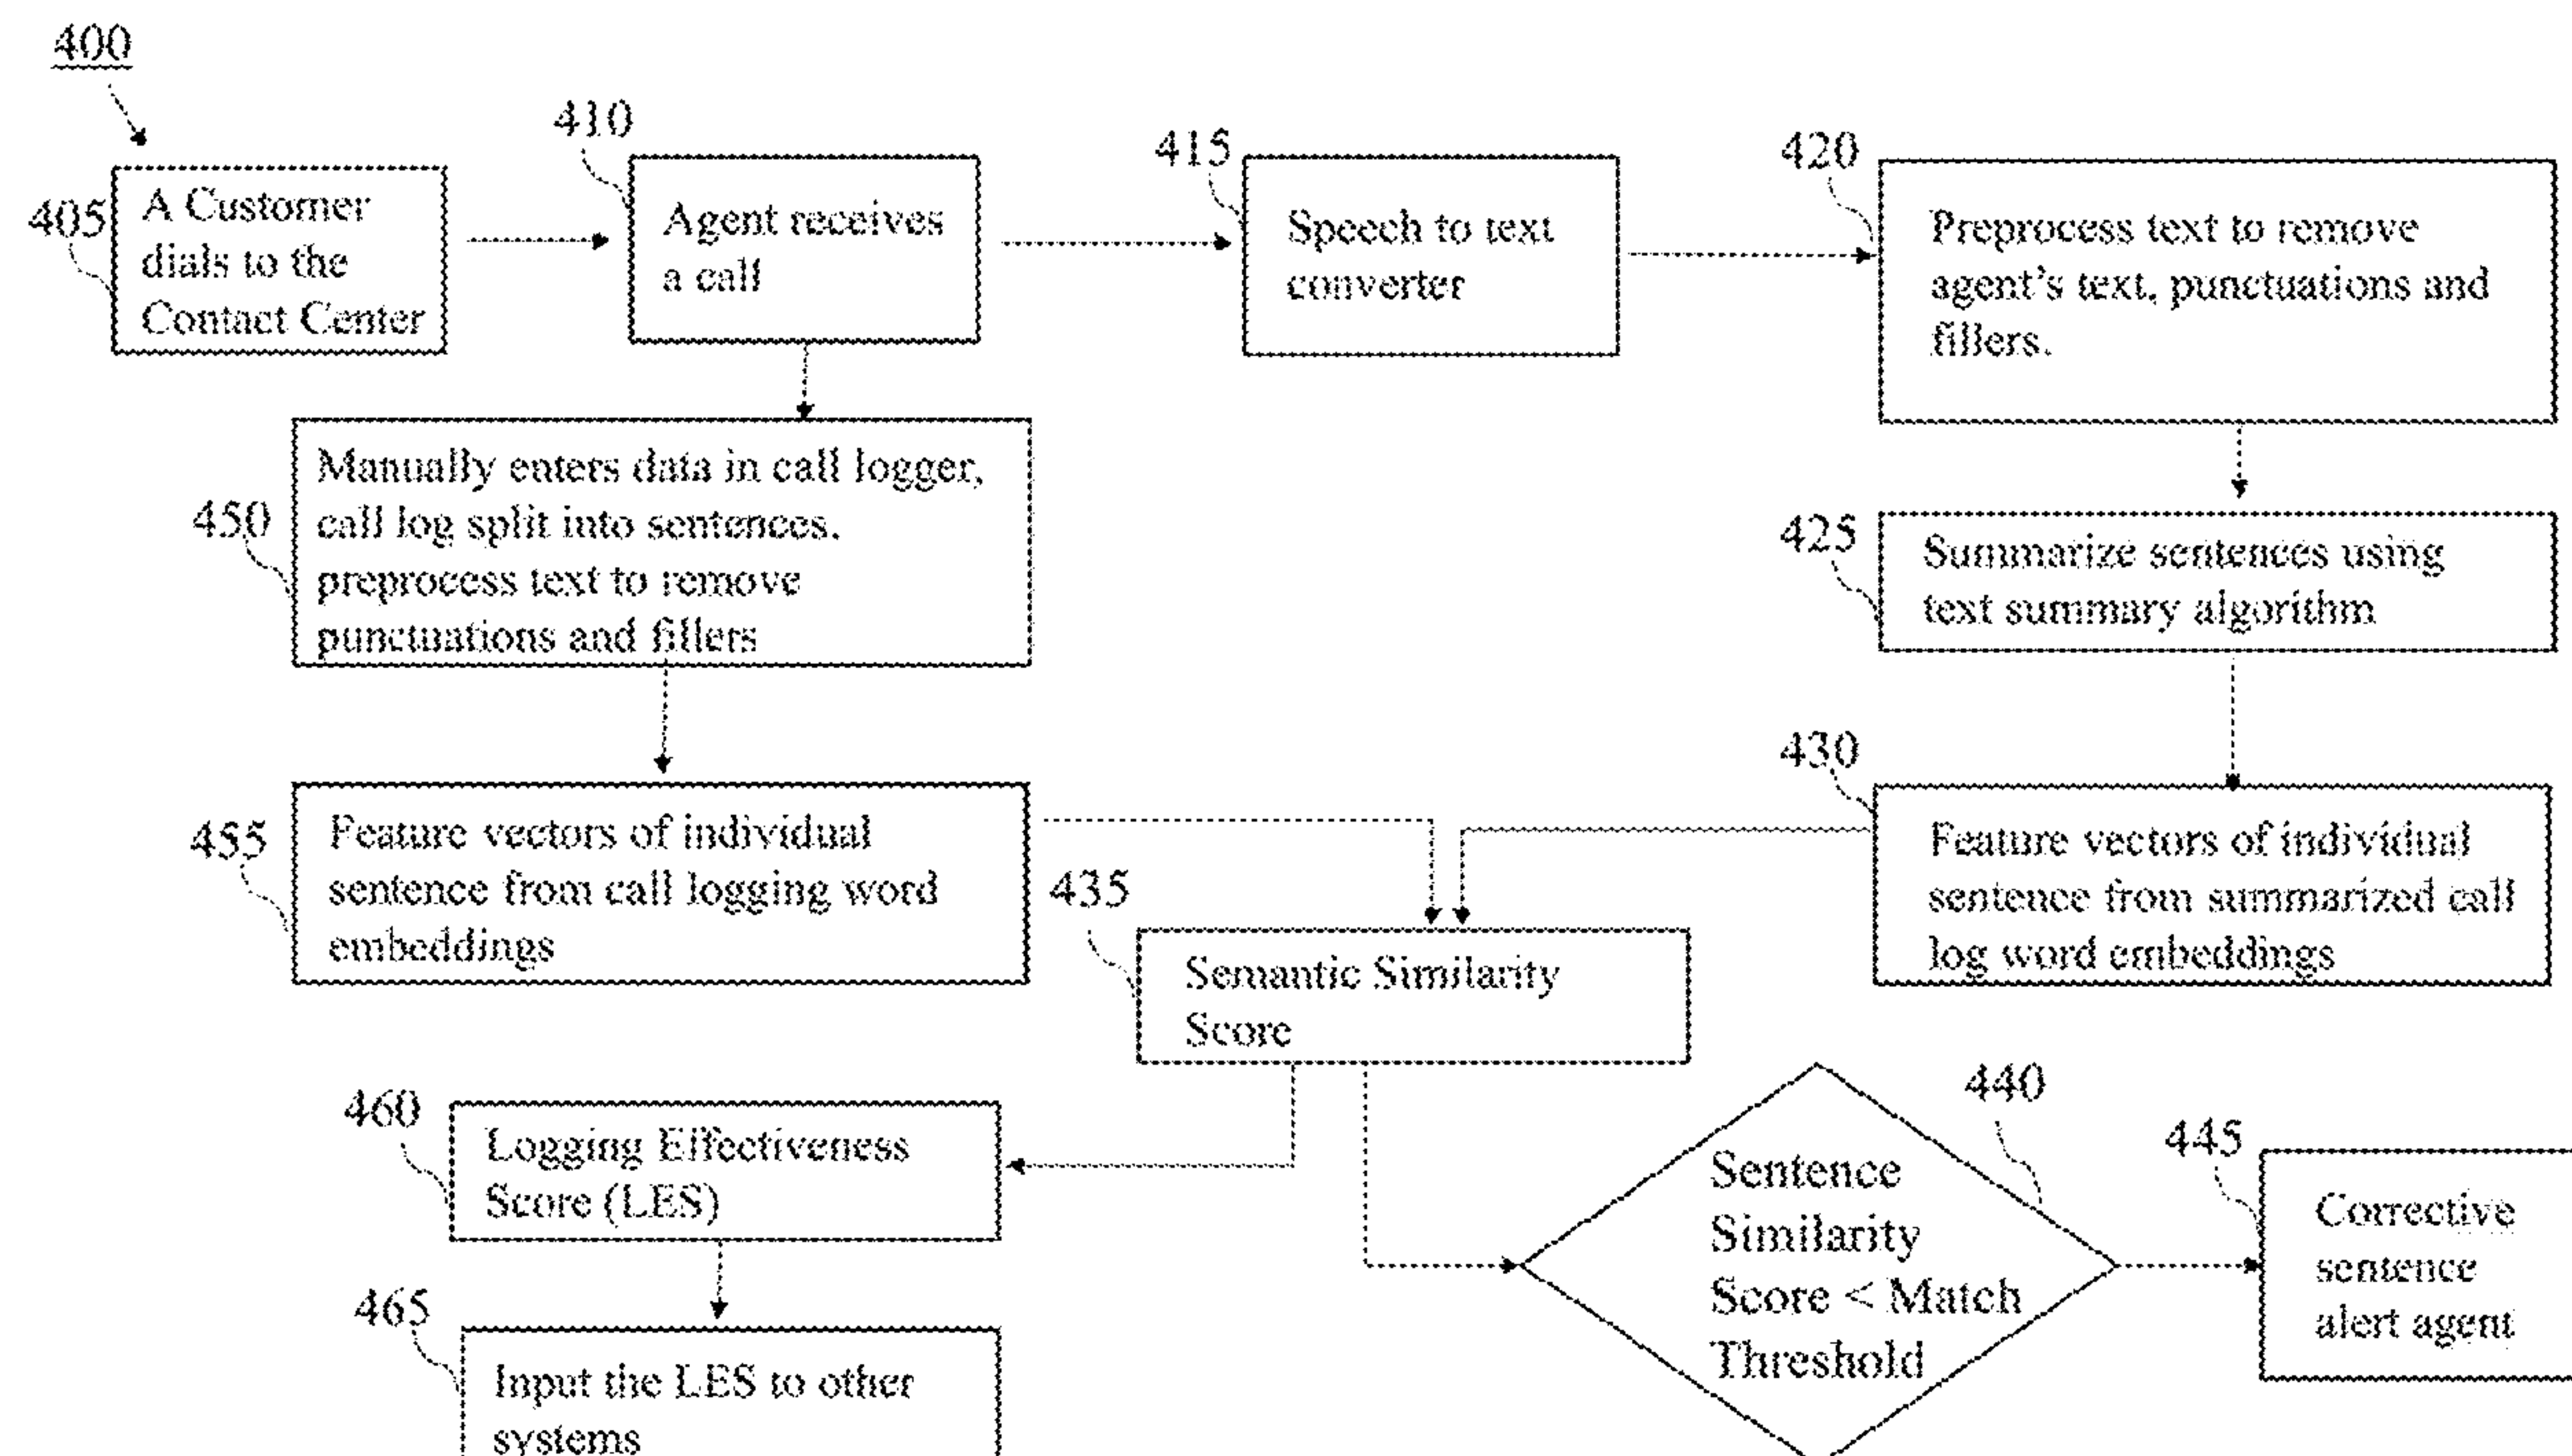 400
405
A Customer
dials to the
Contact Center
410
Agent receives
a call
415
Speech to text
converter
420
Preprocess text to remove
agent's text, punctuations and
fillers.
450
Manually enters data in call logger,
call log split into sentences.
preprocess text to remove
punctuations and fillers
425
Summarize sentences using
text summary algorithm
455
Feature vectors of individual
sentence from call logging word
embeddings
430
Feature vectors of individual
sentence from summarized call
log word embeddings
435
Semantic Similarity
Score
460
Logging Effectiveness
Score (LES)
440
Sentence
Similarity
Score < Match
Threshold
445
Corrective
sentence
alert agent
465
Input the LES to other
systems